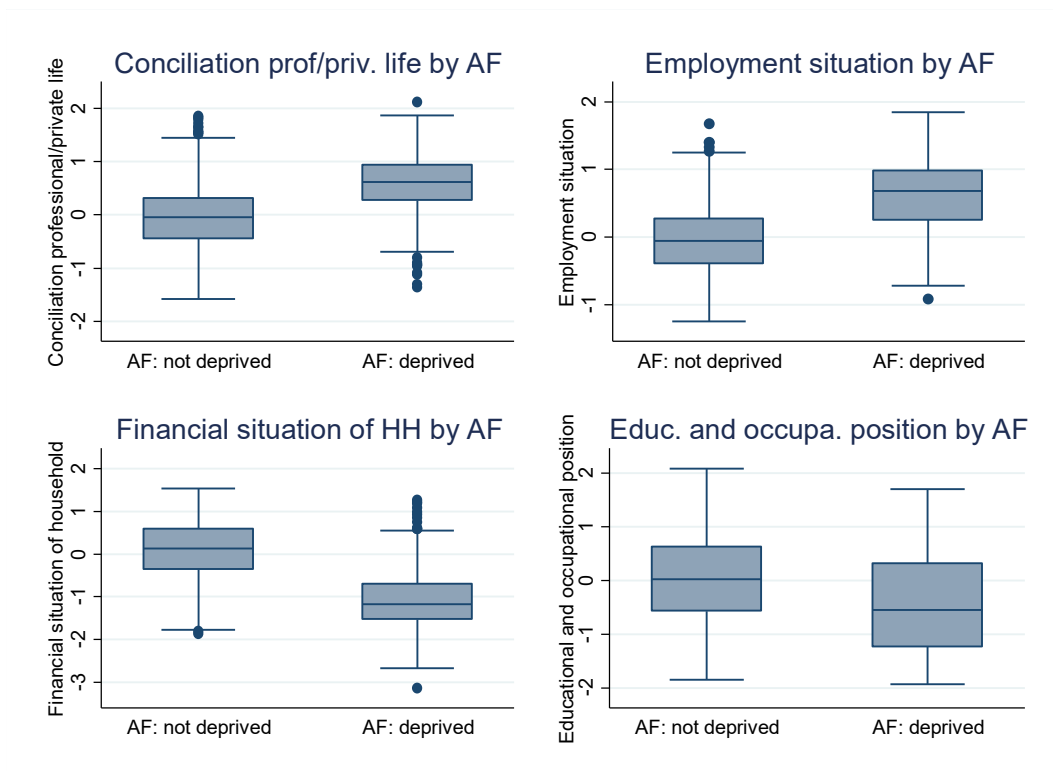 Conciliation prof/priv. life by AF
Conciliation professional/private life
2
1
0
-1
-2
AF: not deprived
AF: deprived
Employment situation by AF
Employment situation
2
1
0
-1
AF: not deprived
AF: deprived
Financial situation of HH by AF
Financial situation of household
2
1
0
-1
-2
-3
AF: not deprived
AF: deprived
Educ. and occupa. position by AF
Educational and occupational position
2
1
0
-1
-2
AF: not deprived
AF: deprived